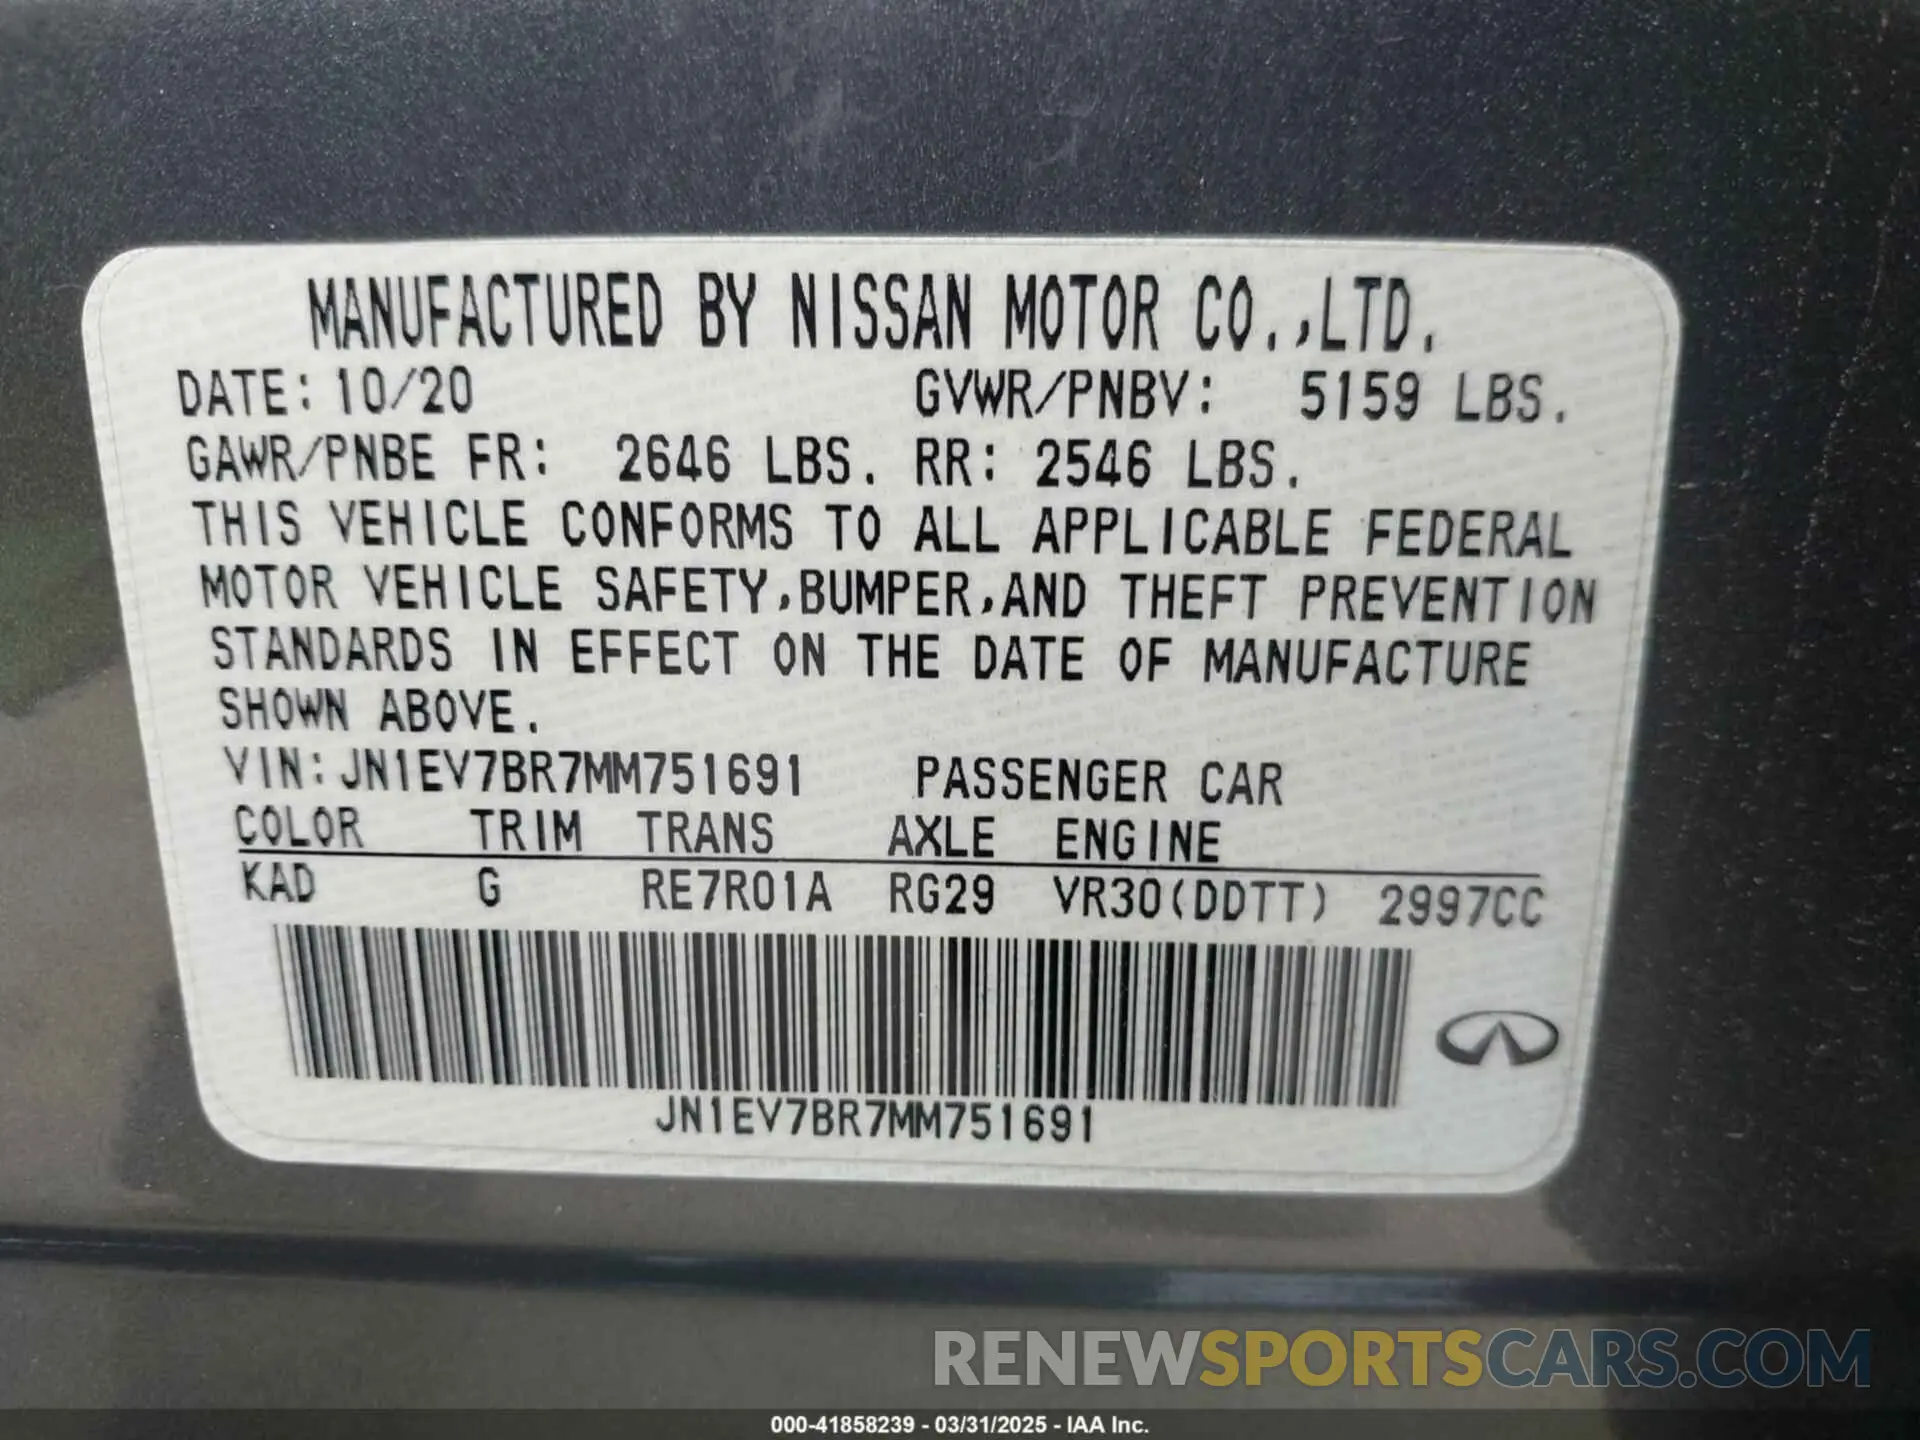 MANUFACTURED BY NISSAN MOTOR CO.,LTD.
DATE: 10/20 GVWR/PNBV: 5159 LBS.
GAWR/PNBE FR: 2646 LBS. RR: 2546 LBS.
THIS VEHICLE CONFORMS TO ALL APPLICABLE FEDERAL
MOTOR VEHICLE SAFETY,BUMPER,AND THEFT PREVENTION
STANDARDS IN EFFECT ON THE DATE OF MANUFACTURE
SHOWN ABOVE.
VIN: JN1EV7BR7MM751691 PASSENGER CAR
COLOR TRIM TRANS AXLE ENGINE
KAD G RE7R01A RG29 VR30(DDTT) 2997CC
JN1EV7BR7MM751691
RENEWSPORTSCARS.COM
000-41858239 - 03/31/2025 - IAA Inc.